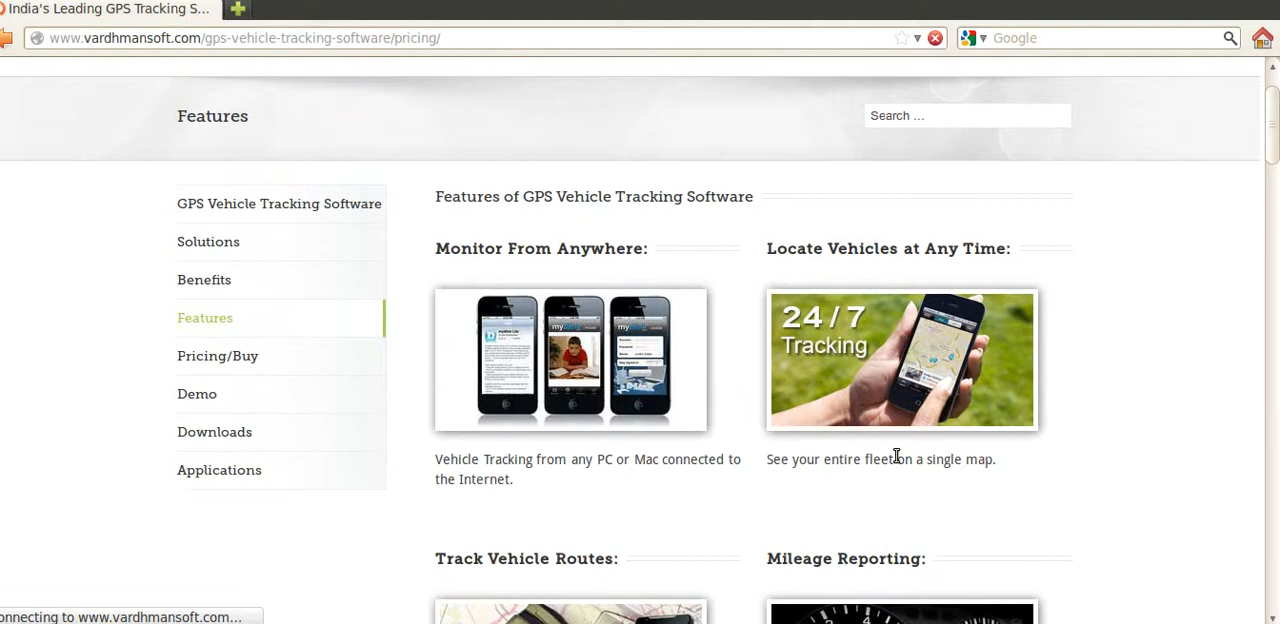 India's Leading GPS Tracking S...
www.vardhmansoft.com/gps-vehicle-tracking-software/pricing/
Google
Features
Search ...
GPS Vehicle Tracking Software
Solutions
Benefits
Features
Pricing/Buy
Demo
Downloads
Applications
Features of GPS Vehicle Tracking Software
Monitor From Anywhere:
Vehicle Tracking from any PC or Mac connected to
the Internet.
Locate Vehicles at Any Time:
24/7
Tracking
See your entire fleet on a single map.
Track Vehicle Routes:
Mileage Reporting:
onnecting to www.vardhmansoft.com...